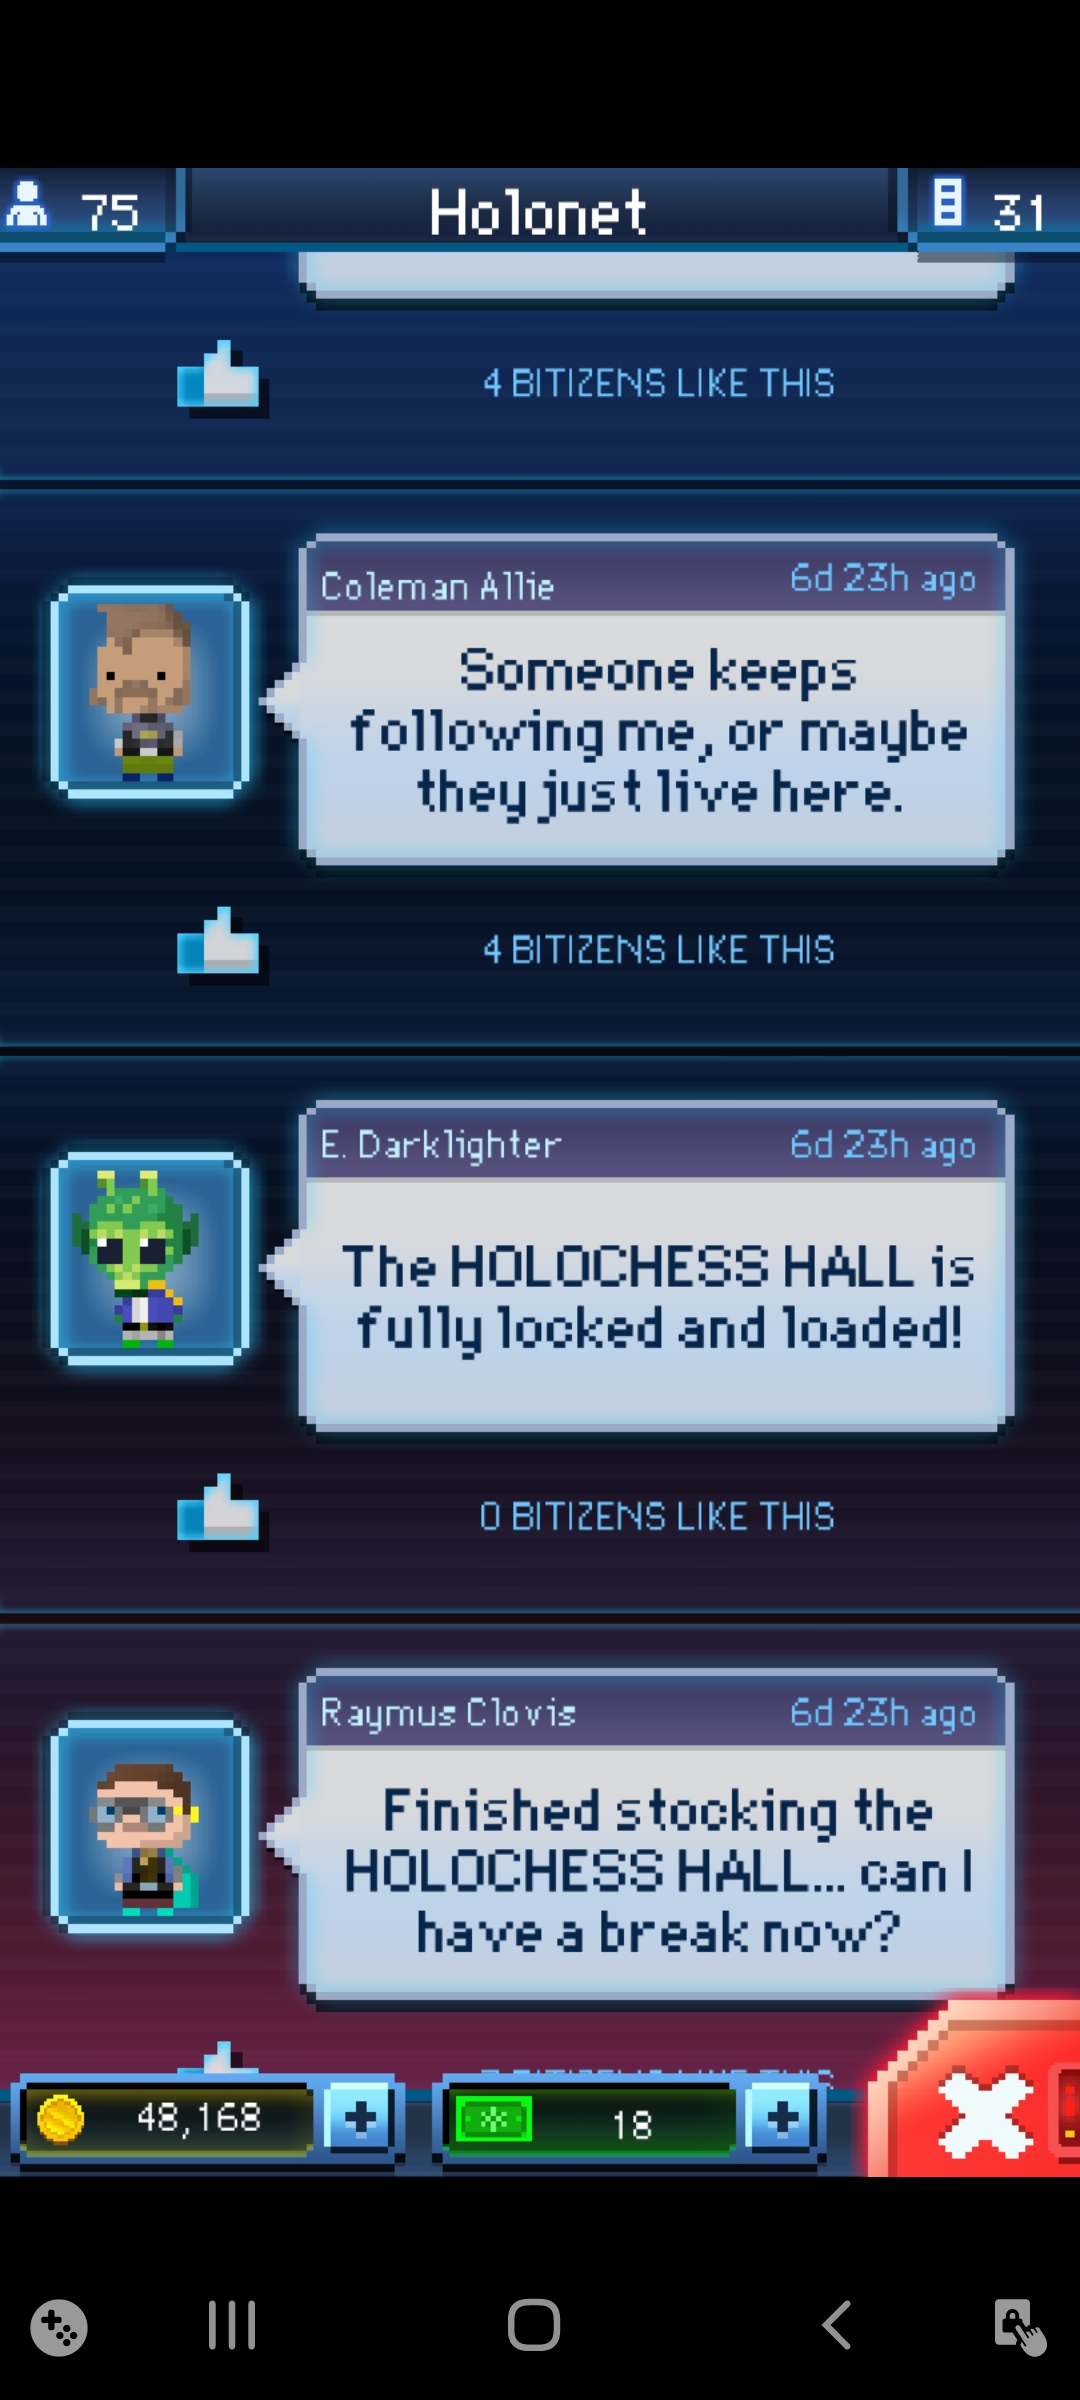 75
Holonet
31
4 BITIZENS LIKE THIS
Coleman Allie
6d 23h ago
Someone keeps
following me, or maybe
they just live here.
4 BITIZENS LIKE THIS
E. Darklighter
6d 23h ago
The HOLOCHESS HALL is
fully locked and loaded!
0 BITIZENS LIKE THIS
Raymus Clovis
6d 23h ago
Finished stocking the
HOLOCHESS HALL... can I
have a break now?
BITIZENS LIKE THIS
48,168
18